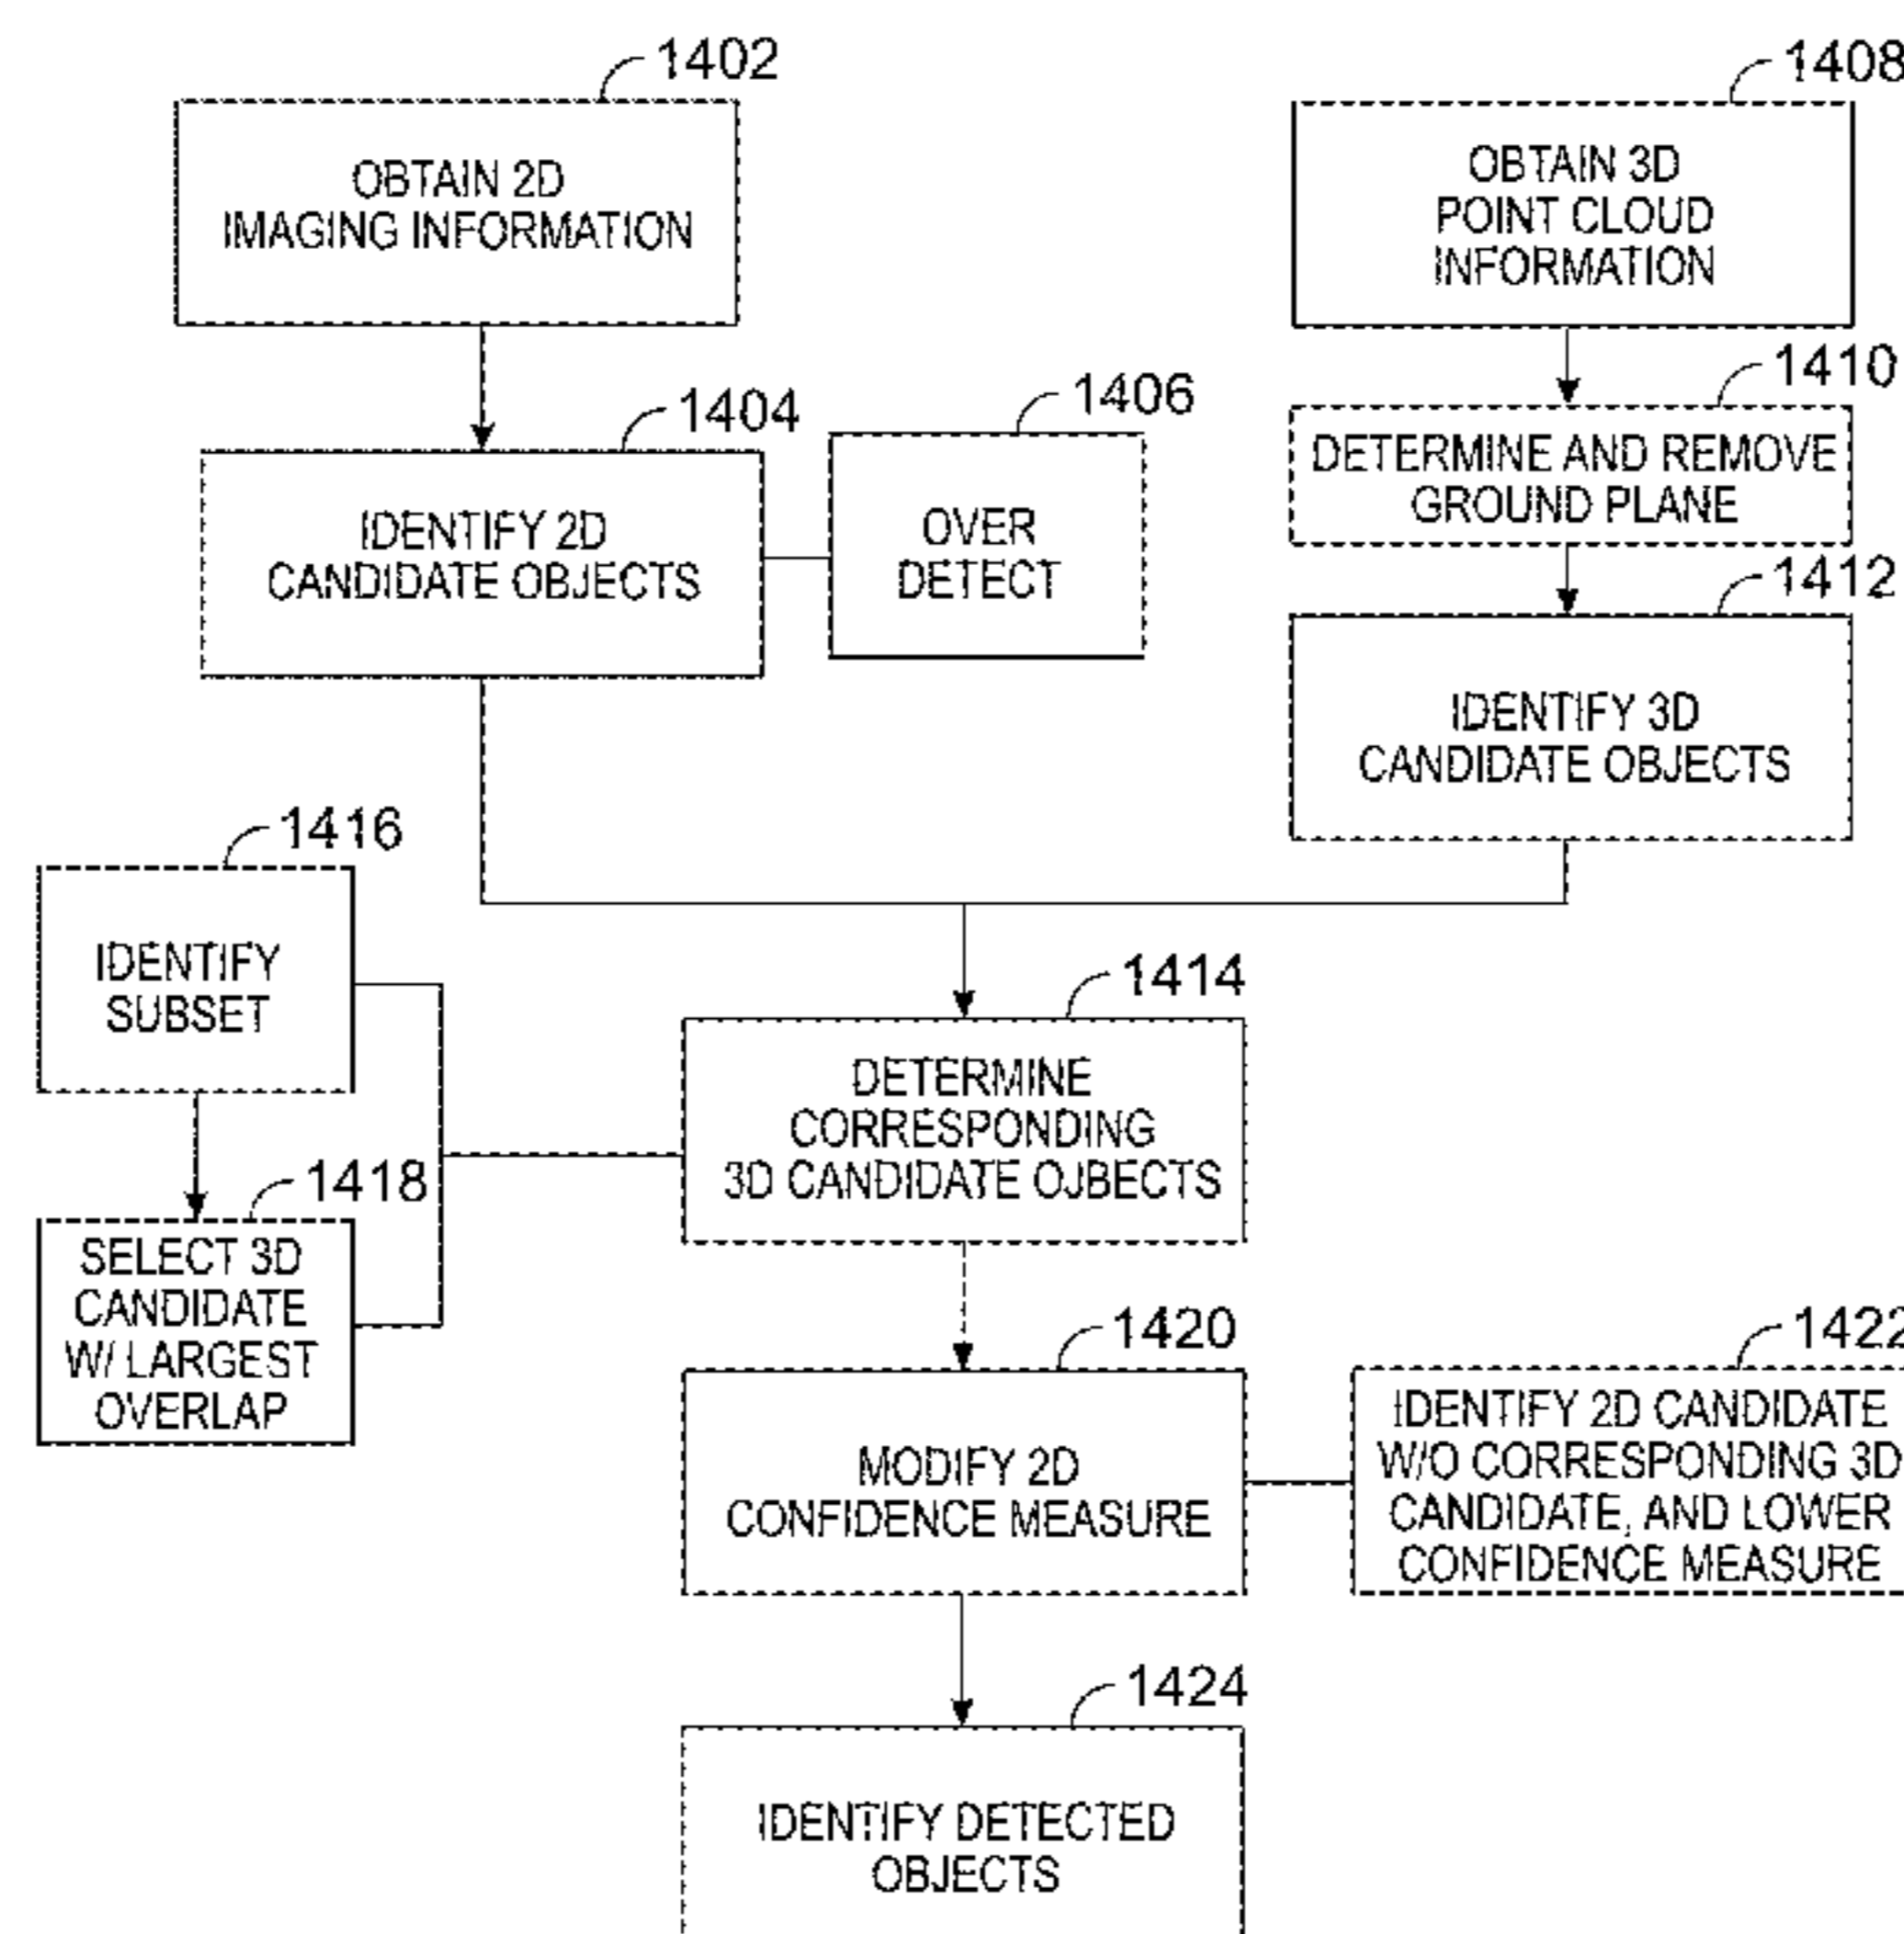 1402
OBTAIN 2D
IMAGING INFORMATION
1408
OBTAIN 3D
POINT CLOUD
INFORMATION
1404
IDENTIFY 2D
CANDIDATE OBJECTS
1406
OVER
DETECT
1410
DETERMINE AND REMOVE
GROUND PLANE
1412
IDENTIFY 3D
CANDIDATE OBJECTS
1416
IDENTIFY
SUBSET
1414
DETERMINE
CORRESPONDING
3D CANDIDATE OJBECTS
1418
SELECT 3D
CANDIDATE
W/ LARGEST
OVERLAP
1420
MODIFY 2D
CONFIDENCE MEASURE
1422
IDENTIFY 2D CANDIDATE
W/O CORRESPONDING 3D
CANDIDATE, AND LOWER
CONFIDENCE MEASURE
1424
IDENTIFY DETECTED
OBJECTS